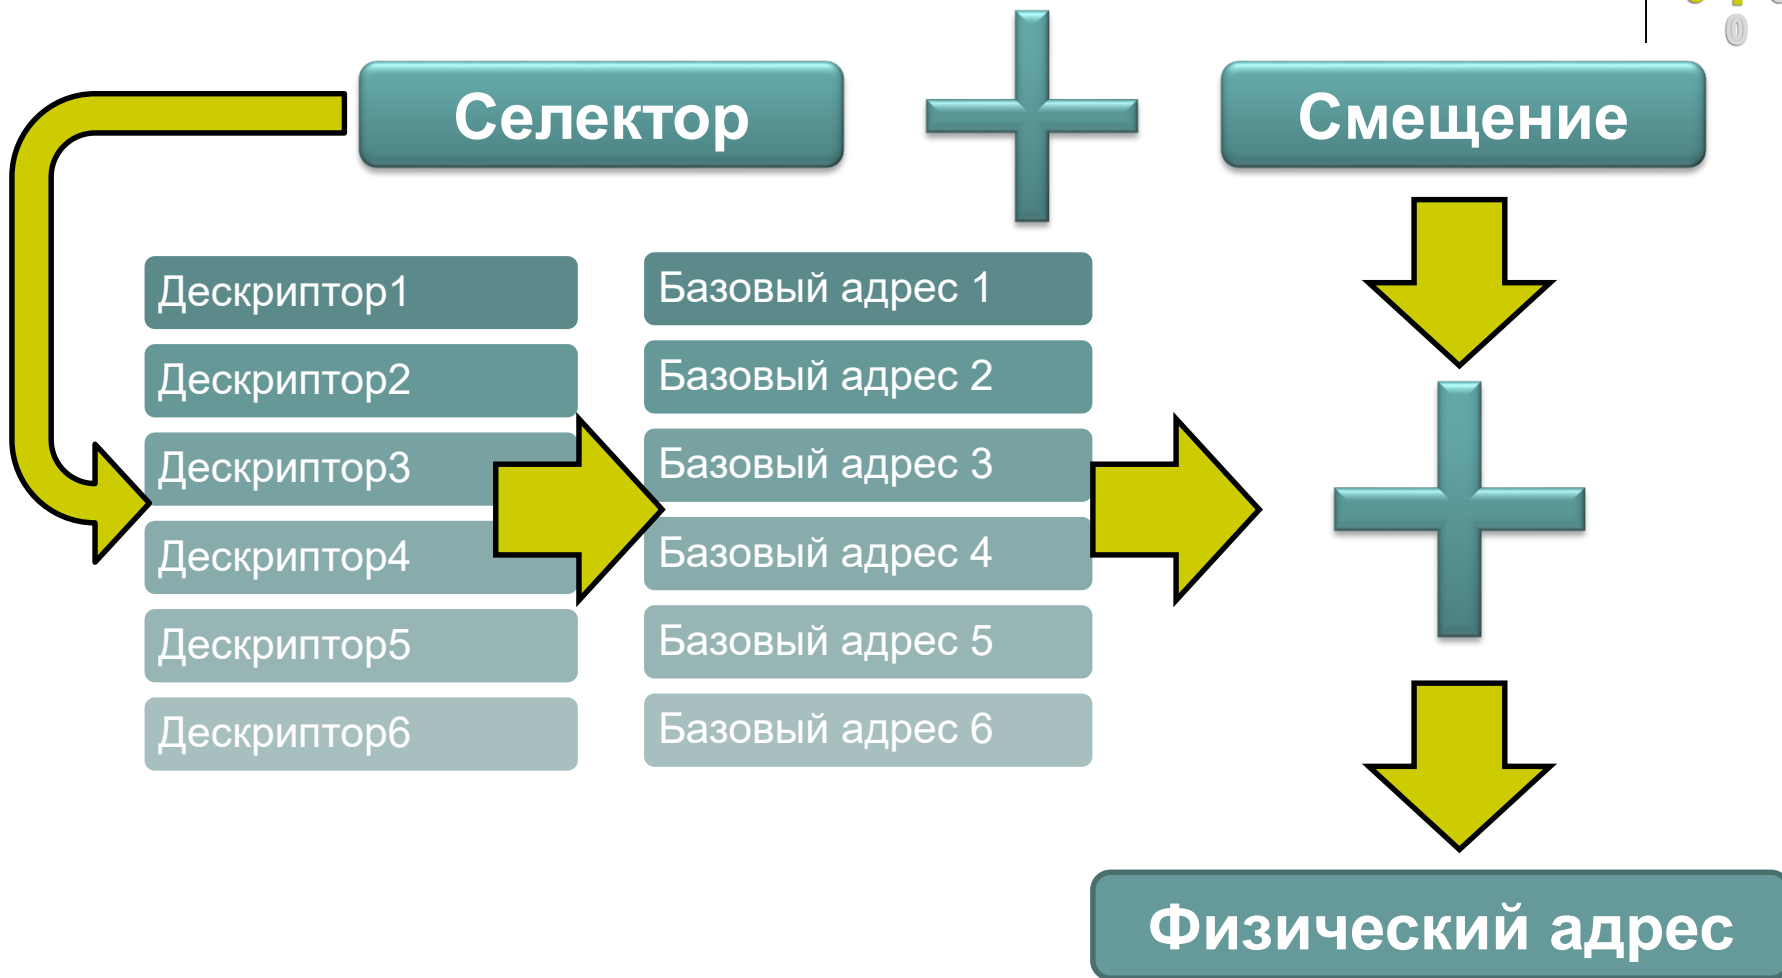 Селектор
Смещение
Дескриптор1
Дескриптор2
Дескриптор3
Дескриптор4
Дескриптор5
Дескриптор6
Базовый адрес 1
Базовый адрес 2
Базовый адрес 3
Базовый адрес 4
Базовый адрес 5
Базовый адрес 6
Физический адрес